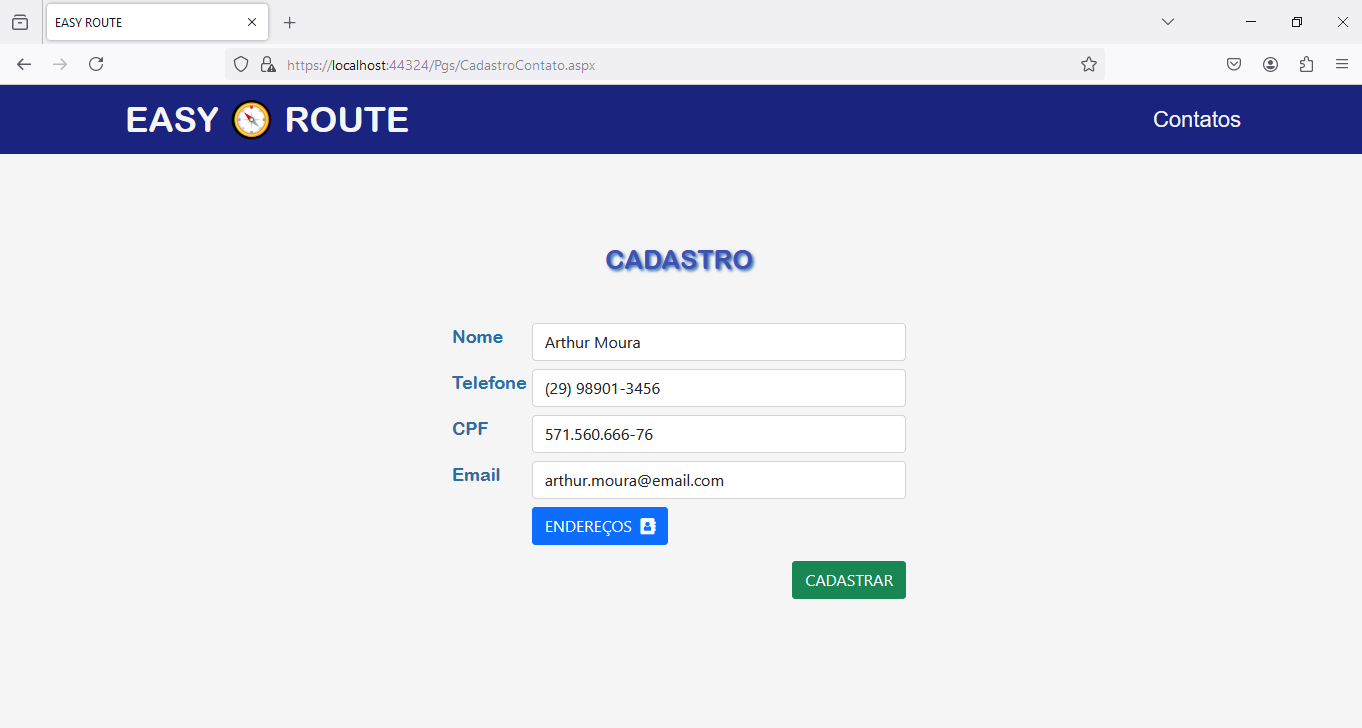 EASY ROUTE
https://localhost:44324/Pgs/CadastroContato.aspx
EASY ROUTE
Contatos
CADASTRO
Nome
Arthur Moura
Telefone
(29) 98901-3456
CPF
571.560.666-76
Email
arthur.moura@email.com
ENDEREÇOS
CADASTRAR